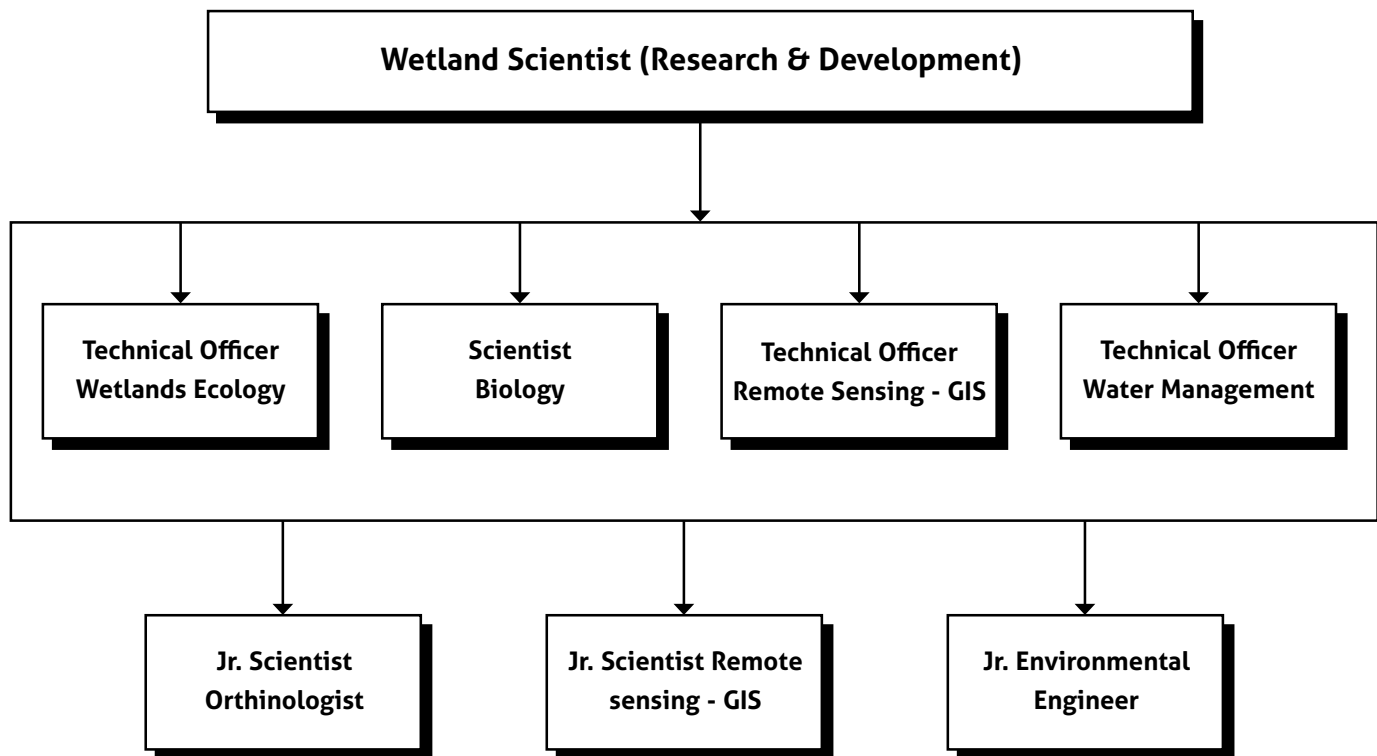 Wetland Scientist (Research & Development)
Technical Officer
Wetlands Ecology
Scientist
Biology
Technical Officer
Remote Sensing - GIS
Technical Officer
Water Management
Jr. Scientist
Orthinologist
Jr. Scientist Remote
sensing - GIS
Jr. Environmental
Engineer